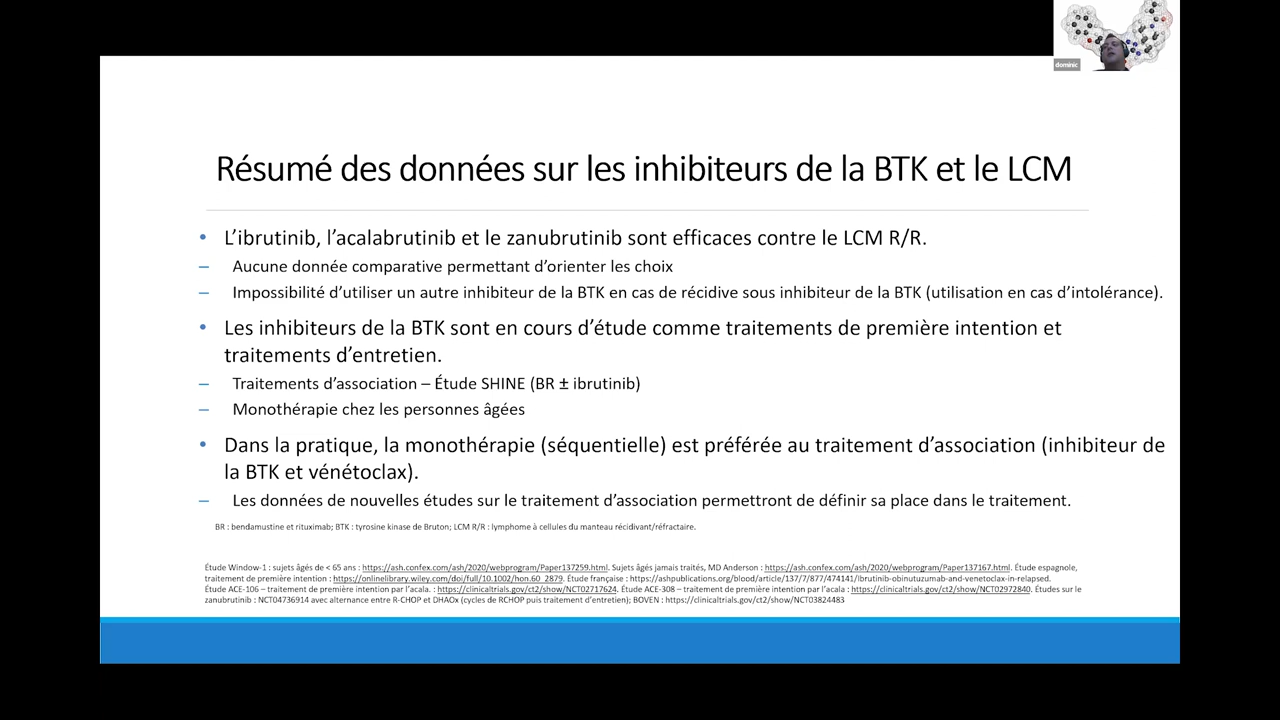 dominic
Résumé des données sur les inhibiteurs de la BTK et le LCM
• L’ibrutinib, l’acalabrutinib et le zanubrutinib sont efficaces contre le LCM R/R.
– Aucune donnée comparative permettant d’orienter les choix
– Impossibilité d’utiliser un autre inhibiteur de la BTK en cas de récidive sous inhibiteur de la BTK (utilisation en cas d’intolérance).
• Les inhibiteurs de la BTK sont en cours d’étude comme traitements de première intention et
traitements d’entretien.
– Traitements d’association – Étude SHINE (BR ± ibrutinib)
– Monothérapie chez les personnes âgées
• Dans la pratique, la monothérapie (séquentielle) est préférée au traitement d’association (inhibiteur de
la BTK et vénétoclax).
– Les données de nouvelles études sur le traitement d’association permettront de définir sa place dans le traitement.
BR : bendamustine et rituximab; BTK : tyrosine kinase de Bruton; LCM R/R : lymphome à cellules du manteau récidivant/réfractaire.
Étude Window-1 : sujets âgés de < 65 ans : https://ash.confex.com/ash/2020/webprogram/Paper137259.html. Sujets âgés jamais traités, MD Anderson : https://ash.confex.com/ash/2020/webprogram/Paper137167.html. Étude espagnole,
traitement de première intention : https://onlinelibrary.wiley.com/doi/full/10.1002/hon.60_2879. Étude française : https://ashpublications.org/blood/article/137/7/877/474141/Ibrutinib-obinutuzumab-and-venetoclax-in-relapsed.
Étude ACE-106 – traitement de première intention par l’acala. : https://clinicaltrials.gov/ct2/show/NCT02717624. Étude ACE-308 – traitement de première intention par l’acala : https://clinicaltrials.gov/ct2/show/NCT02972840. Études sur le
zanubrutinib : NCT04736914 avec alternance entre R-CHOP et DHAOx (cycles de RCHOP puis traitement d’entretien); BOVEN : https://clinicaltrials.gov/ct2/show/NCT03824483